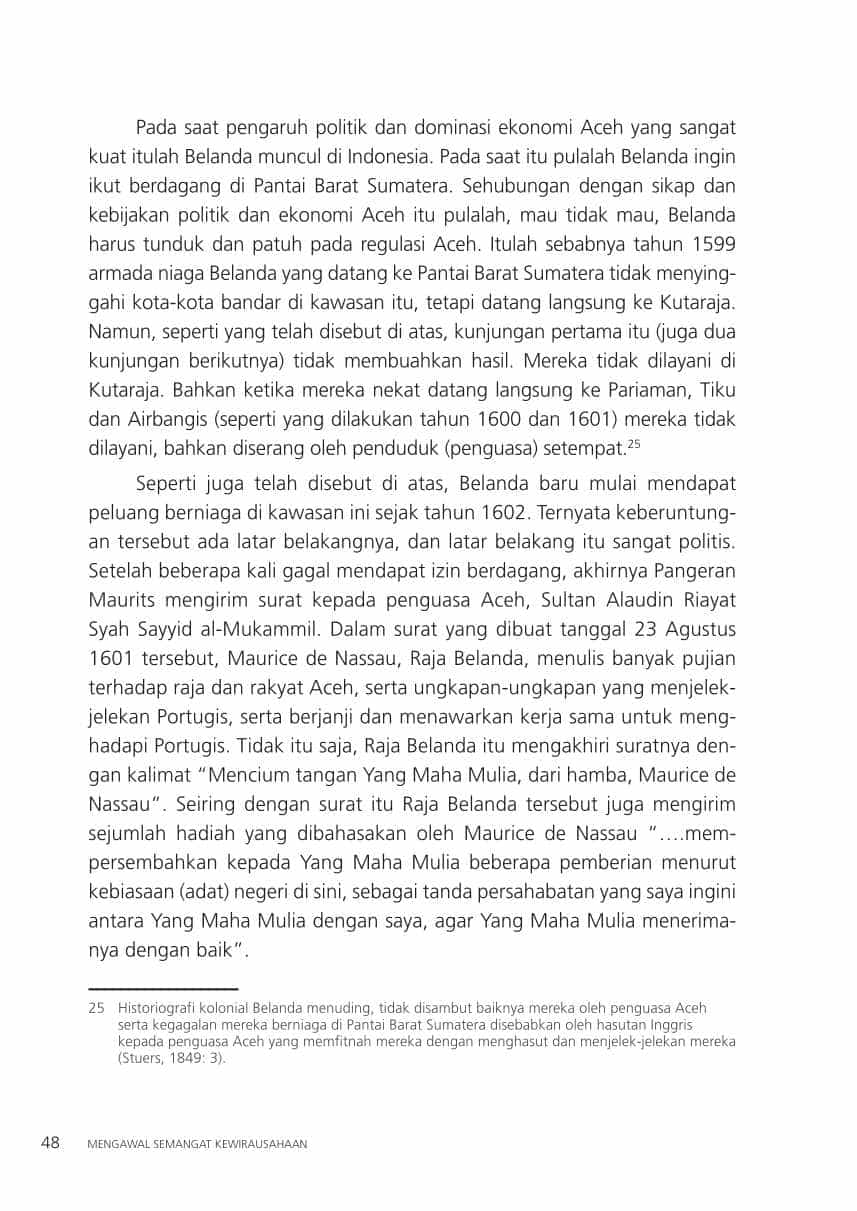 Pada saat pengaruh politik dan dominasi ekonomi Aceh yang sangat
kuat itulah Belanda muncul di Indonesia. Pada saat itu pulalah Belanda ingin
ikut berdagang di Pantai Barat Sumatera. Sehubungan dengan sikap dan
kebijakan politik dan ekonomi Aceh itu pulalah, mau tidak mau, Belanda
harus tunduk dan patuh pada regulasi Aceh. Itulah sebabnya tahun 1599
armada niaga Belanda yang datang ke Pantai Barat Sumatera tidak menying-
gahi kota-kota bandar di kawasan itu, tetapi datang langsung ke Kutaraja.
Namun, seperti yang telah disebut di atas, kunjungan pertama itu (juga dua
kunjungan berikutnya) tidak membuahkan hasil. Mereka tidak dilayani di
Kutaraja. Bahkan ketika mereka nekat datang langsung ke Pariaman, Tiku
dan Airbangis (seperti yang dilakukan tahun 1600 dan 1601) mereka tidak
dilayani, bahkan diserang oleh penduduk (penguasa) setempat.25
Seperti juga telah disebut di atas, Belanda baru mulai mendapat
peluang berniaga di kawasan ini sejak tahun 1602. Ternyata keberuntung-
an tersebut ada latar belakangnya, dan latar belakang itu sangat politis.
Setelah beberapa kali gagal mendapat izin berdagang, akhirnya Pangeran
Maurits mengirim surat kepada penguasa Aceh, Sultan Alaudin Riayat
Syah Sayyid al-Mukammil. Dalam surat yang dibuat tanggal 23 Agustus
1601 tersebut, Maurice de Nassau, Raja Belanda, menulis banyak pujian
terhadap raja dan rakyat Aceh, serta ungkapan-ungkapan yang menjelek-
jelekan Portugis, serta berjanji dan menawarkan kerja sama untuk meng-
hadapi Portugis. Tidak itu saja, Raja Belanda itu mengakhiri suratnya den-
gan kalimat “Mencium tangan Yang Maha Mulia, dari hamba, Maurice de
Nassau”. Seiring dengan surat itu Raja Belanda tersebut juga mengirim
sejumlah hadiah yang dibahasakan oleh Maurice de Nassau “….mem-
persembahkan kepada Yang Maha Mulia beberapa pemberian menurut
kebiasaan (adat) negeri di sini, sebagai tanda persahabatan yang saya ingini
antara Yang Maha Mulia dengan saya, agar Yang Maha Mulia menerima-
nya dengan baik”.
25 Historiografi kolonial Belanda menuding, tidak disambut baiknya mereka oleh penguasa Aceh
serta kegagalan mereka berniaga di Pantai Barat Sumatera disebabkan oleh hasutan Inggris
kepada penguasa Aceh yang memfitnah mereka dengan menghasut dan menjelek-jelekan mereka
(Stuers, 1849: 3).
48 MENGAWAL SEMANGAT KEWIRAUSAHAAN